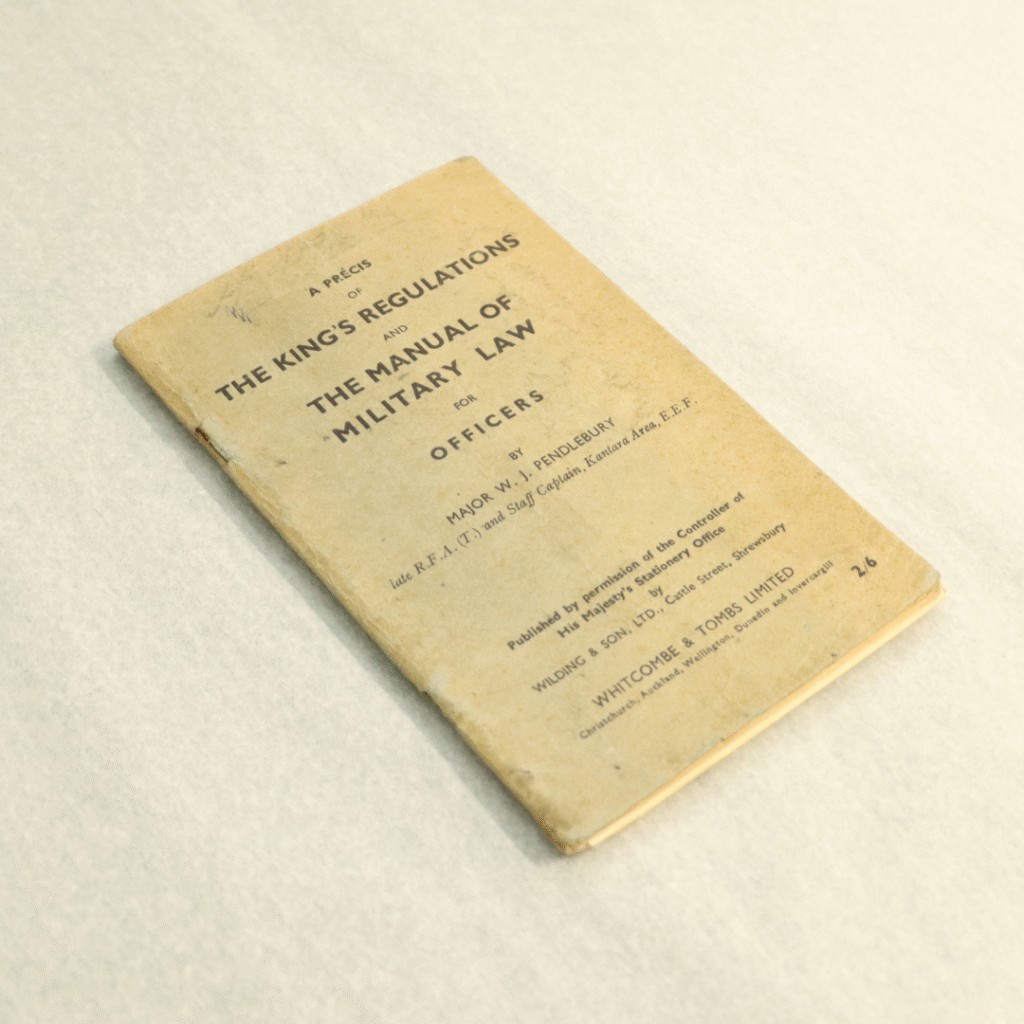 A PRÉCIS
OF
THE KING'S REGULATIONS
AND
THE MANUAL OF
MILITARY LAW
FOR
OFFICERS
BY
MAJOR W. J. PENDLEBURY
late R.F.A. (T.) and Staff Captain, Kantara Area, E.E.F.
Published by permission of the Controller of
His Majesty's Stationery Office
by
WILDING & SON, LTD., Castle Street, Shrewsbury
WHITCOMBE & TOMBS LIMITED
Christchurch, Auckland, Wellington, Dunedin and Invercargill
2/6